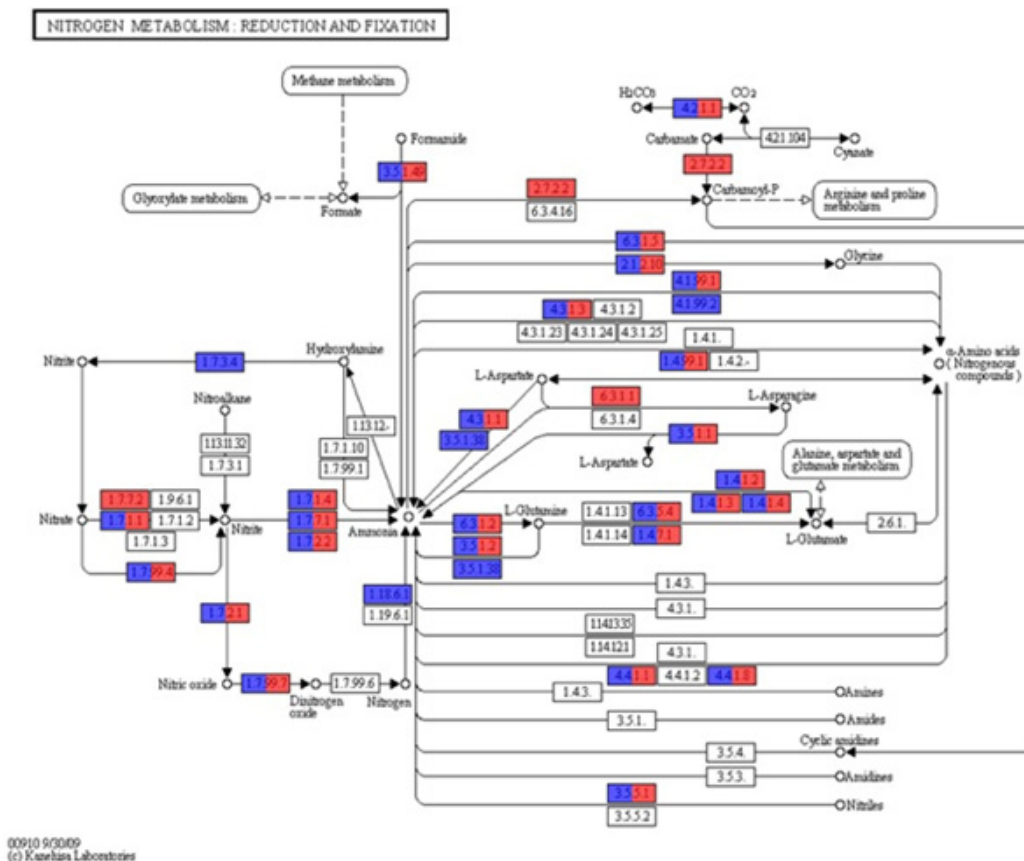 NITROGEN METABOLISM : REDUCTION AND FIXATION
Methane metabolism
H2CO3
CO2
4.2.1.1
Formamide
Carbamate
4.2.1.104
Cyanate
3.5.1.49
2.7.2.2
Glyoxylate metabolism
Formate
2.7.2.2
6.3.4.16
Carbamoyl-P
Arginine and proline
metabolism
6.3.1.5
2.1.2.10
Glycine
4.1.99.1
4.1.99.2
4.3.1.3
4.3.1.2
4.3.1.23
4.3.1.24
4.3.1.25
1.4.1.
1.4.99.1
1.4.2.-
α-Amino acids
( Nitrogenous
compounds )
Nitrite
1.7.3.4
Hydroxylamine
L-Aspartate
6.3.1.1
6.3.1.4
L-Asparagine
Nitroalkane
1.13.12.-
4.3.1.1
3.5.1.38
3.5.1.1
L-Aspartate
1.13.11.32
1.7.3.1
1.7.1.10
1.7.99.1
Alanine, aspartate and
glutamate metabolism
1.4.1.2
1.4.1.3
1.4.1.4
1.7.7.2
1.9.6.1
1.7.1.1
1.7.1.2
1.7.1.3
Nitrate
Nitrite
1.7.1.4
1.7.7.1
1.7.2.2
Ammonia
6.3.1.2
3.5.1.2
3.5.1.38
L-Glutamine
1.4.1.13
6.3.5.4
1.4.1.14
1.4.7.1
L-Glutamate
2.6.1.
1.7.99.4
1.7.2.1
1.18.6.1
1.19.6.1
1.4.3.
4.3.1.
1.14.13.35
1.14.12.1
4.3.1.
4.4.1.1
4.4.1.2
4.4.1.8
Nitric oxide
1.7.99.7
Dinitrogen
oxide
1.7.99.6
Nitrogen
1.4.3.
Amines
3.5.1.
Amides
Cyclic amidines
3.5.4.
3.5.3.
Amidines
3.5.5.1
3.5.5.2
Nitriles
00910 9/30/09
(c) Kanehisa Laboratories